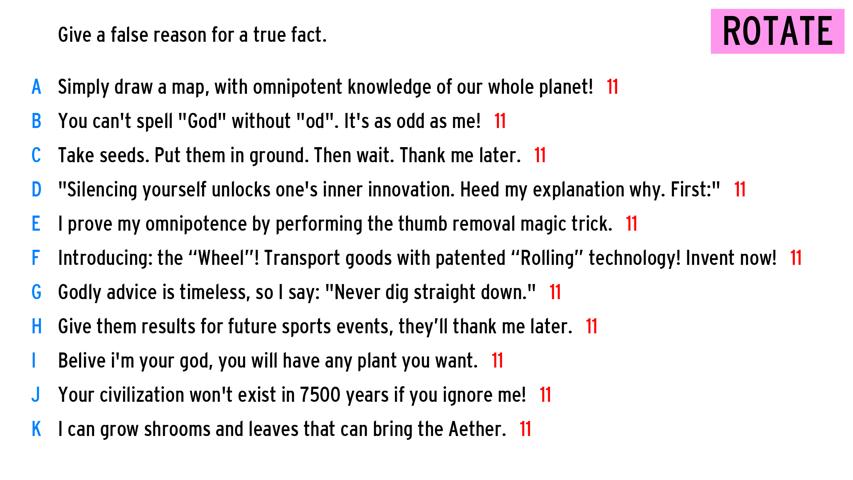 Give a false reason for a true fact.
ROTATE
A Simply draw a map, with omnipotent knowledge of our whole planet! 11
B You can't spell "God" without "od". It's as odd as me! 11
C Take seeds. Put them in ground. Then wait. Thank me later. 11
D "Silencing yourself unlocks one's inner innovation. Heed my explanation why. First:" 11
E I prove my omnipotence by performing the thumb removal magic trick. 11
F Introducing: the “Wheel”! Transport goods with patented “Rolling” technology! Invent now! 11
G Godly advice is timeless, so I say: "Never dig straight down." 11
H Give them results for future sports events, they’ll thank me later. 11
I Belive i'm your god, you will have any plant you want. 11
J Your civilization won't exist in 7500 years if you ignore me! 11
K I can grow shrooms and leaves that can bring the Aether. 11